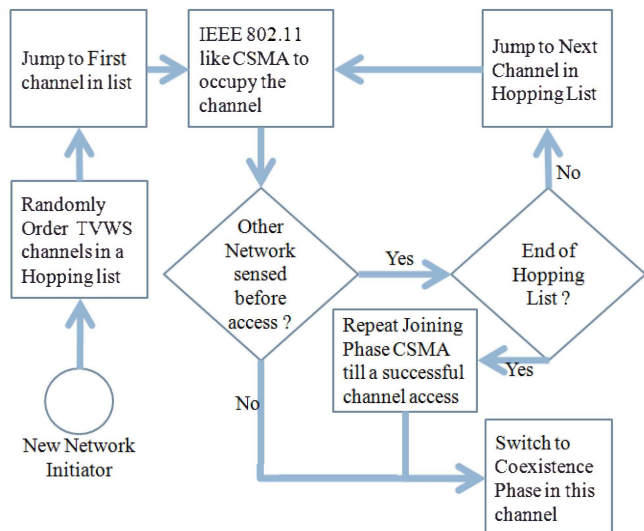 Jump to First
channel in list
IEEE 802.11
like CSMA to
occupy the
channel
Jump to Next
Channel in
Hopping List
No
Randomly
Order TVWS
channels in a
Hopping list
Other
Network
sensed
before
access ?
Yes
End of
Hopping
List ?
Repeat Joining
Phase CSMA
till a successful
channel access
Yes
No
New Network
Initiator
Switch to
Coexistence
Phase in this
channel